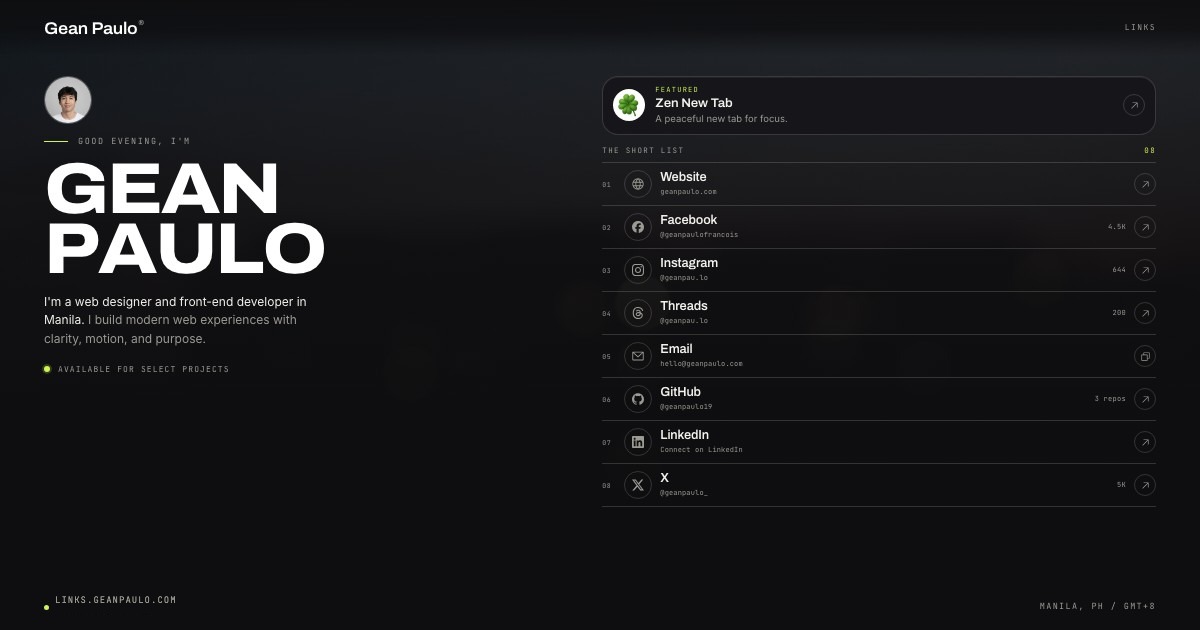 Gean Paulo®
LINKS
GOOD EVENING, I'M
GEAN
PAULO
I'm a web designer and front-end developer in
Manila. I build modern web experiences with
clarity, motion, and purpose.
AVAILABLE FOR SELECT PROJECTS
FEATURED
Zen New Tab
A peaceful new tab for focus.
THE SHORT LIST
08
01
Website
geanpaulo.com
02
Facebook
@geanpaulofrancois
4.5K
03
Instagram
@geanpau.lo
644
04
Threads
@geanpau.lo
208
05
Email
hello@geanpaulo.com
06
GitHub
@geanpaulo19
3 repos
07
LinkedIn
Connect on LinkedIn
08
X
@geanpaulo_
5K
LINKS.GEANPAULO.COM
MANILA, PH / GMT+8